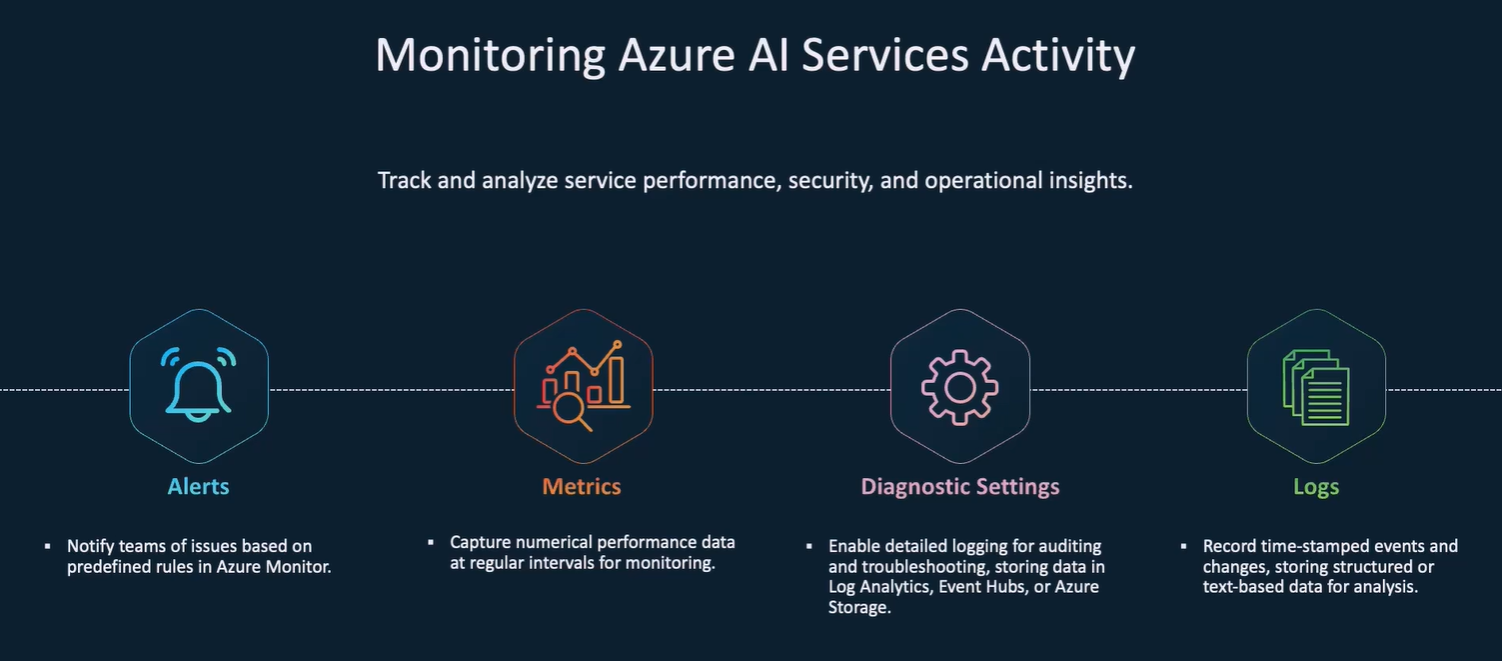 Monitoring Azure AI Services Activity
Track and analyze service performance, security, and operational insights.
Alerts
▪ Notify teams of issues based on
predefined rules in Azure Monitor.
Metrics
▪ Capture numerical performance data
at regular intervals for monitoring.
Diagnostic Settings
▪ Enable detailed logging for auditing
and troubleshooting, storing data in
Log Analytics, Event Hubs, or Azure
Storage.
Logs
▪ Record time-stamped events and
changes, storing structured or
text-based data for analysis.